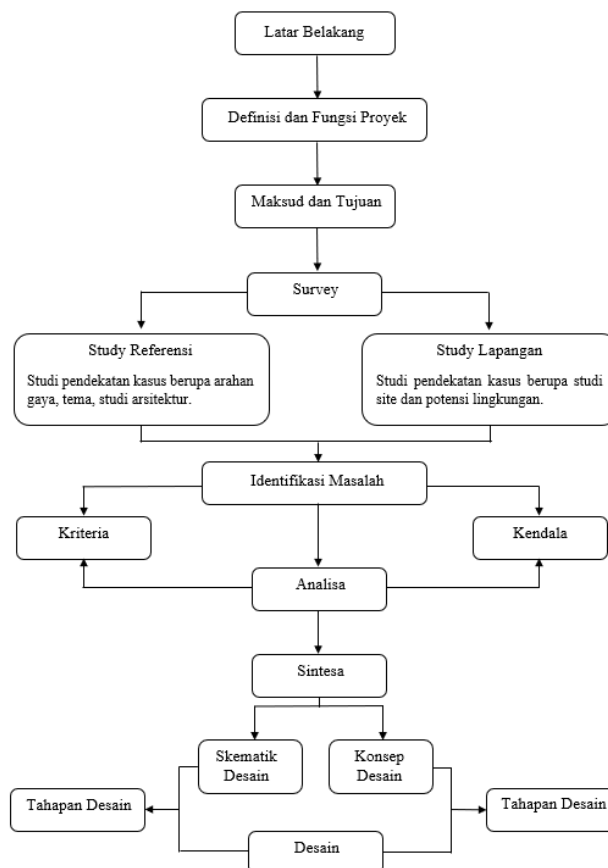 Latar Belakang
Definisi dan Fungsi Proyek
Maksud dan Tujuan
Survey
Study Referensi
Studi pendekatan kasus berupa arahan
gaya, tema, studi arsitektur.
Study Lapangan
Studi pendekatan kasus berupa studi
site dan potensi lingkungan.
Identifikasi Masalah
Kriteria
Kendala
Analisa
Sintesa
Skematik
Desain
Konsep
Desain
Tahapan Desain
Tahapan Desain
Desain